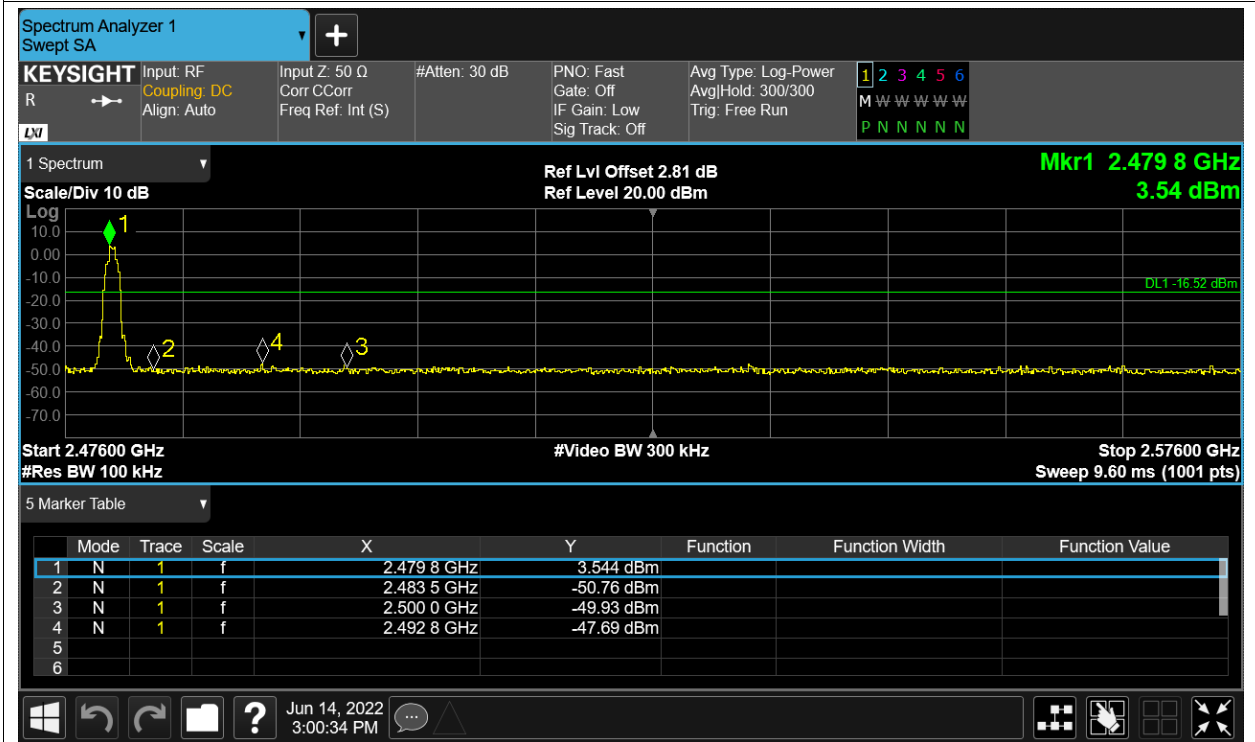 Spectrum Analyzer 1
Swept SA
+
KEYSIGHT Input: RF Input Z: 50 Ω #Atten: 30 dB PNO: Fast Avg Type: Log-Power 1 2 3 4 5 6
R Coupling: DC Corr CCorr Gate: Off Avg|Hold: 300/300 M W W W W W
Align: Auto Freq Ref: Int (S) IF Gain: Low Trig: Free Run
LXI Sig Track: Off P N N N N N
1 Spectrum Ref Lvl Offset 2.81 dB Mkr1 2.479 8 GHz
Scale/Div 10 dB Ref Level 20.00 dBm 3.54 dBm
Log
1
10.0
0.00
-10.0
DL1 -16.52 dBm
-20.0
-30.0
-40.0 2 4 3
-50.0
-60.0
-70.0
Start 2.47600 GHz #Video BW 300 kHz Stop 2.57600 GHz
#Res BW 100 kHz Sweep 9.60 ms (1001 pts)
5 Marker Table
Mode Trace Scale X Y Function Function Width Function Value
1 N 1 f 2.479 8 GHz 3.544 dBm
2 N 1 f 2.483 5 GHz -50.76 dBm
3 N 1 f 2.500 0 GHz -49.93 dBm
4 N 1 f 2.492 8 GHz -47.69 dBm
5
6
? Jun 14, 2022
3:00:34 PM